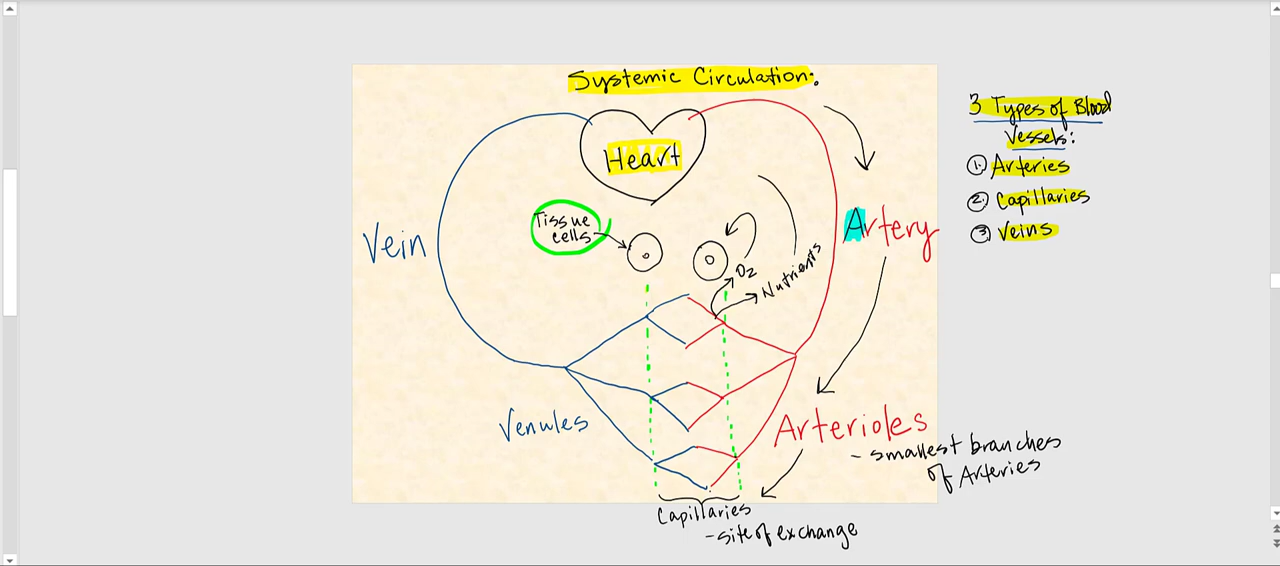 Systemic Circulation:
Heart
Tissue
cells
O2
Nutrients
Vein
Artery
Venules
Arterioles
- smallest branches
of Arteries
Capillaries
- site of exchange
3 Types of Blood
Vessels:
1. Arteries
2. Capillaries
3. Veins